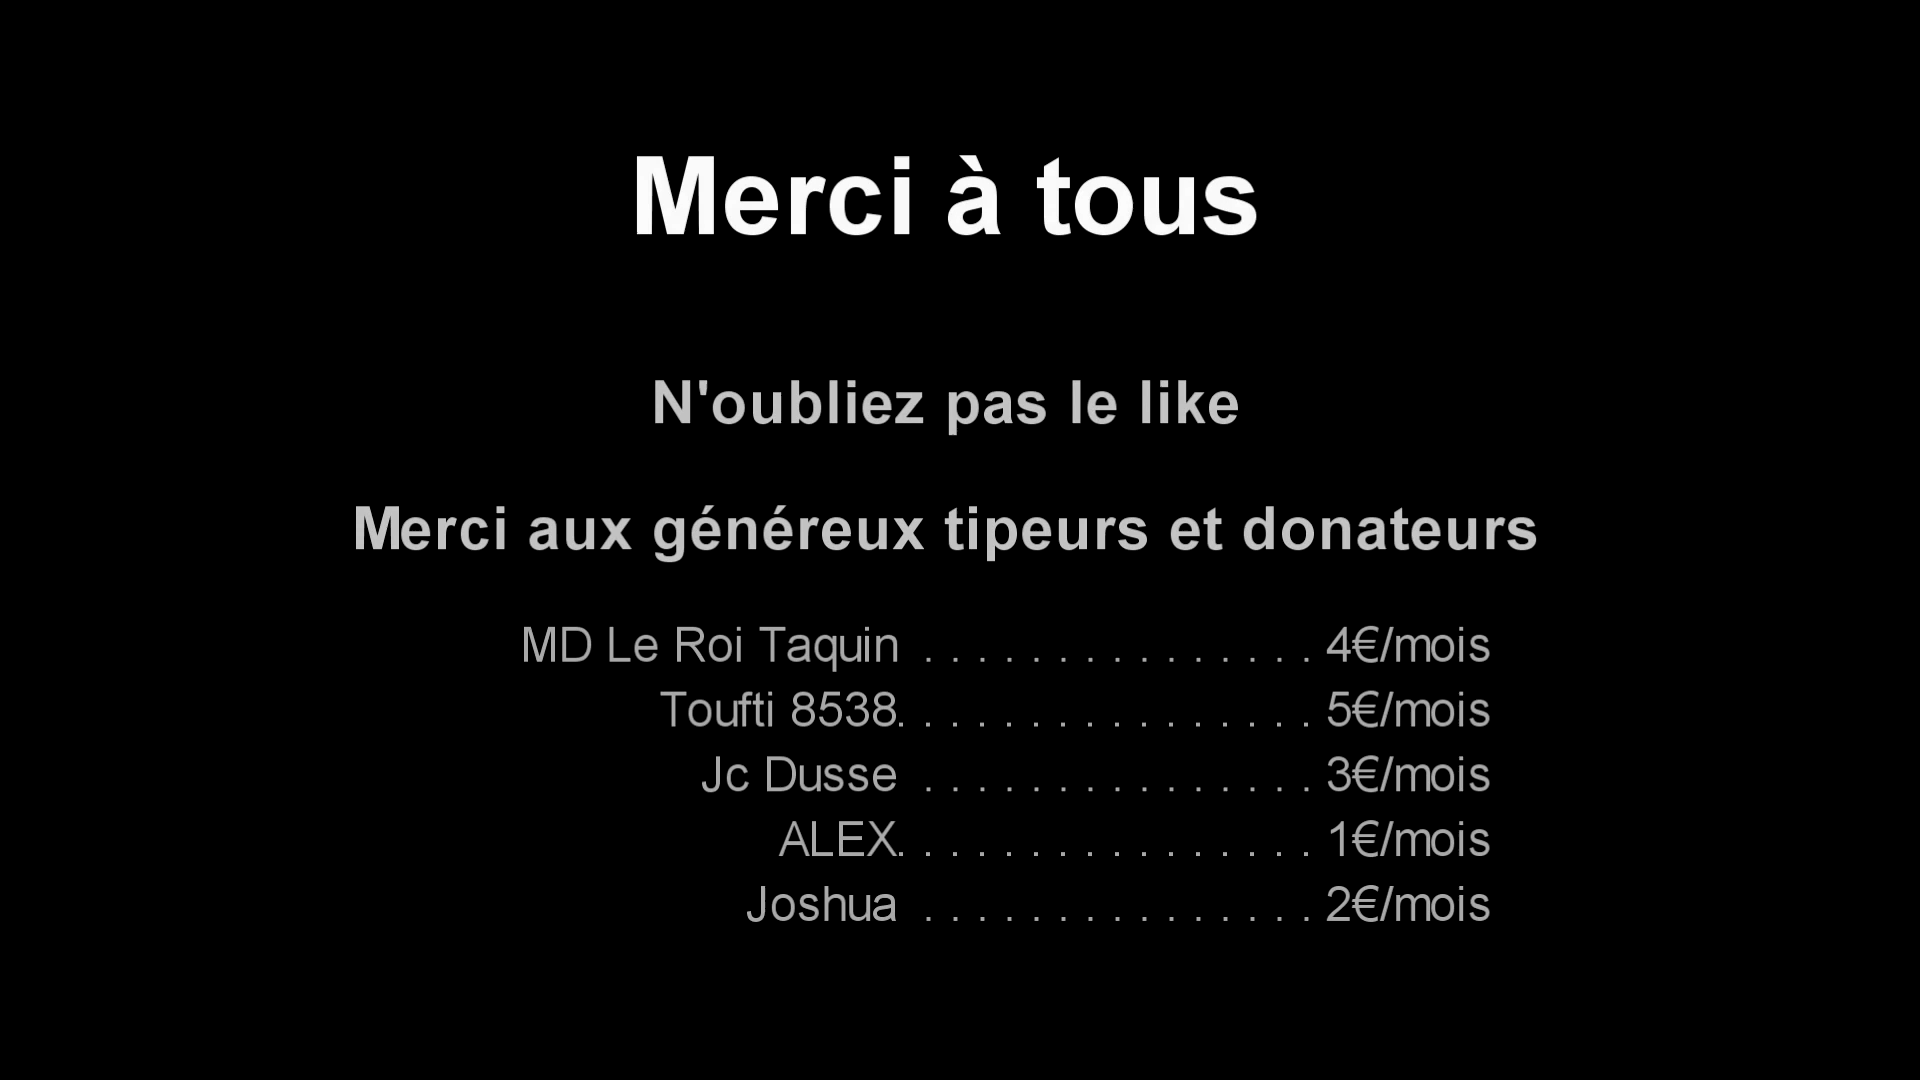 Merci à tous
N'oubliez pas le like
Merci aux généreux tipeurs et donateurs
MD Le Roi Taquin . . . . . . . . . . . . . . . 4€/mois
Toufti 8538. . . . . . . . . . . . . . . . 5€/mois
Jc Dusse . . . . . . . . . . . . . . . 3€/mois
ALEX. . . . . . . . . . . . . . . . 1€/mois
Joshua . . . . . . . . . . . . . . . 2€/mois